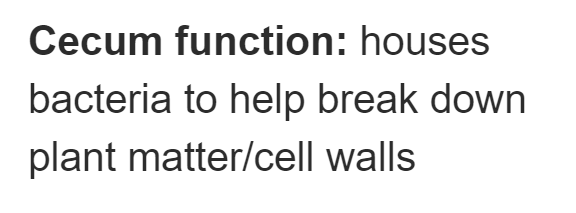 Cecum function: houses
bacteria to help break down
plant matter/cell walls